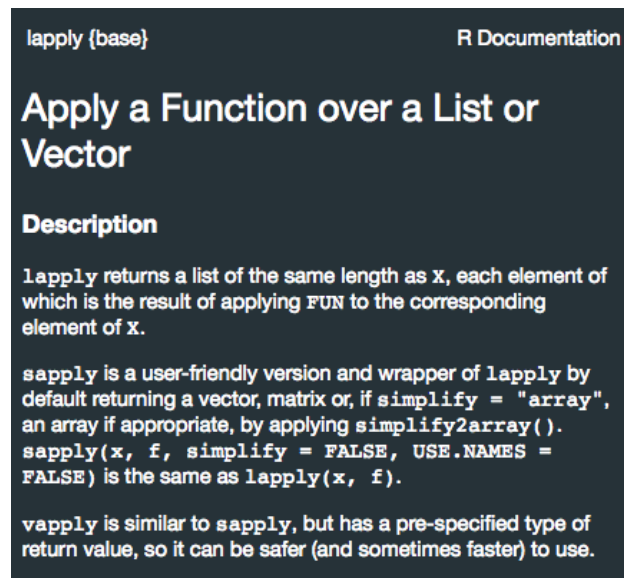 lapply {base} R Documentation
Apply a Function over a List or
Vector
Description
lapply returns a list of the same length as X, each element of
which is the result of applying FUN to the corresponding
element of X.
sapply is a user-friendly version and wrapper of lapply by
default returning a vector, matrix or, if simplify = "array",
an array if appropriate, by applying simplify2array().
sapply(x, f, simplify = FALSE, USE.NAMES =
FALSE) is the same as lapply(x, f).
vapply is similar to sapply, but has a pre-specified type of
return value, so it can be safer (and sometimes faster) to use.